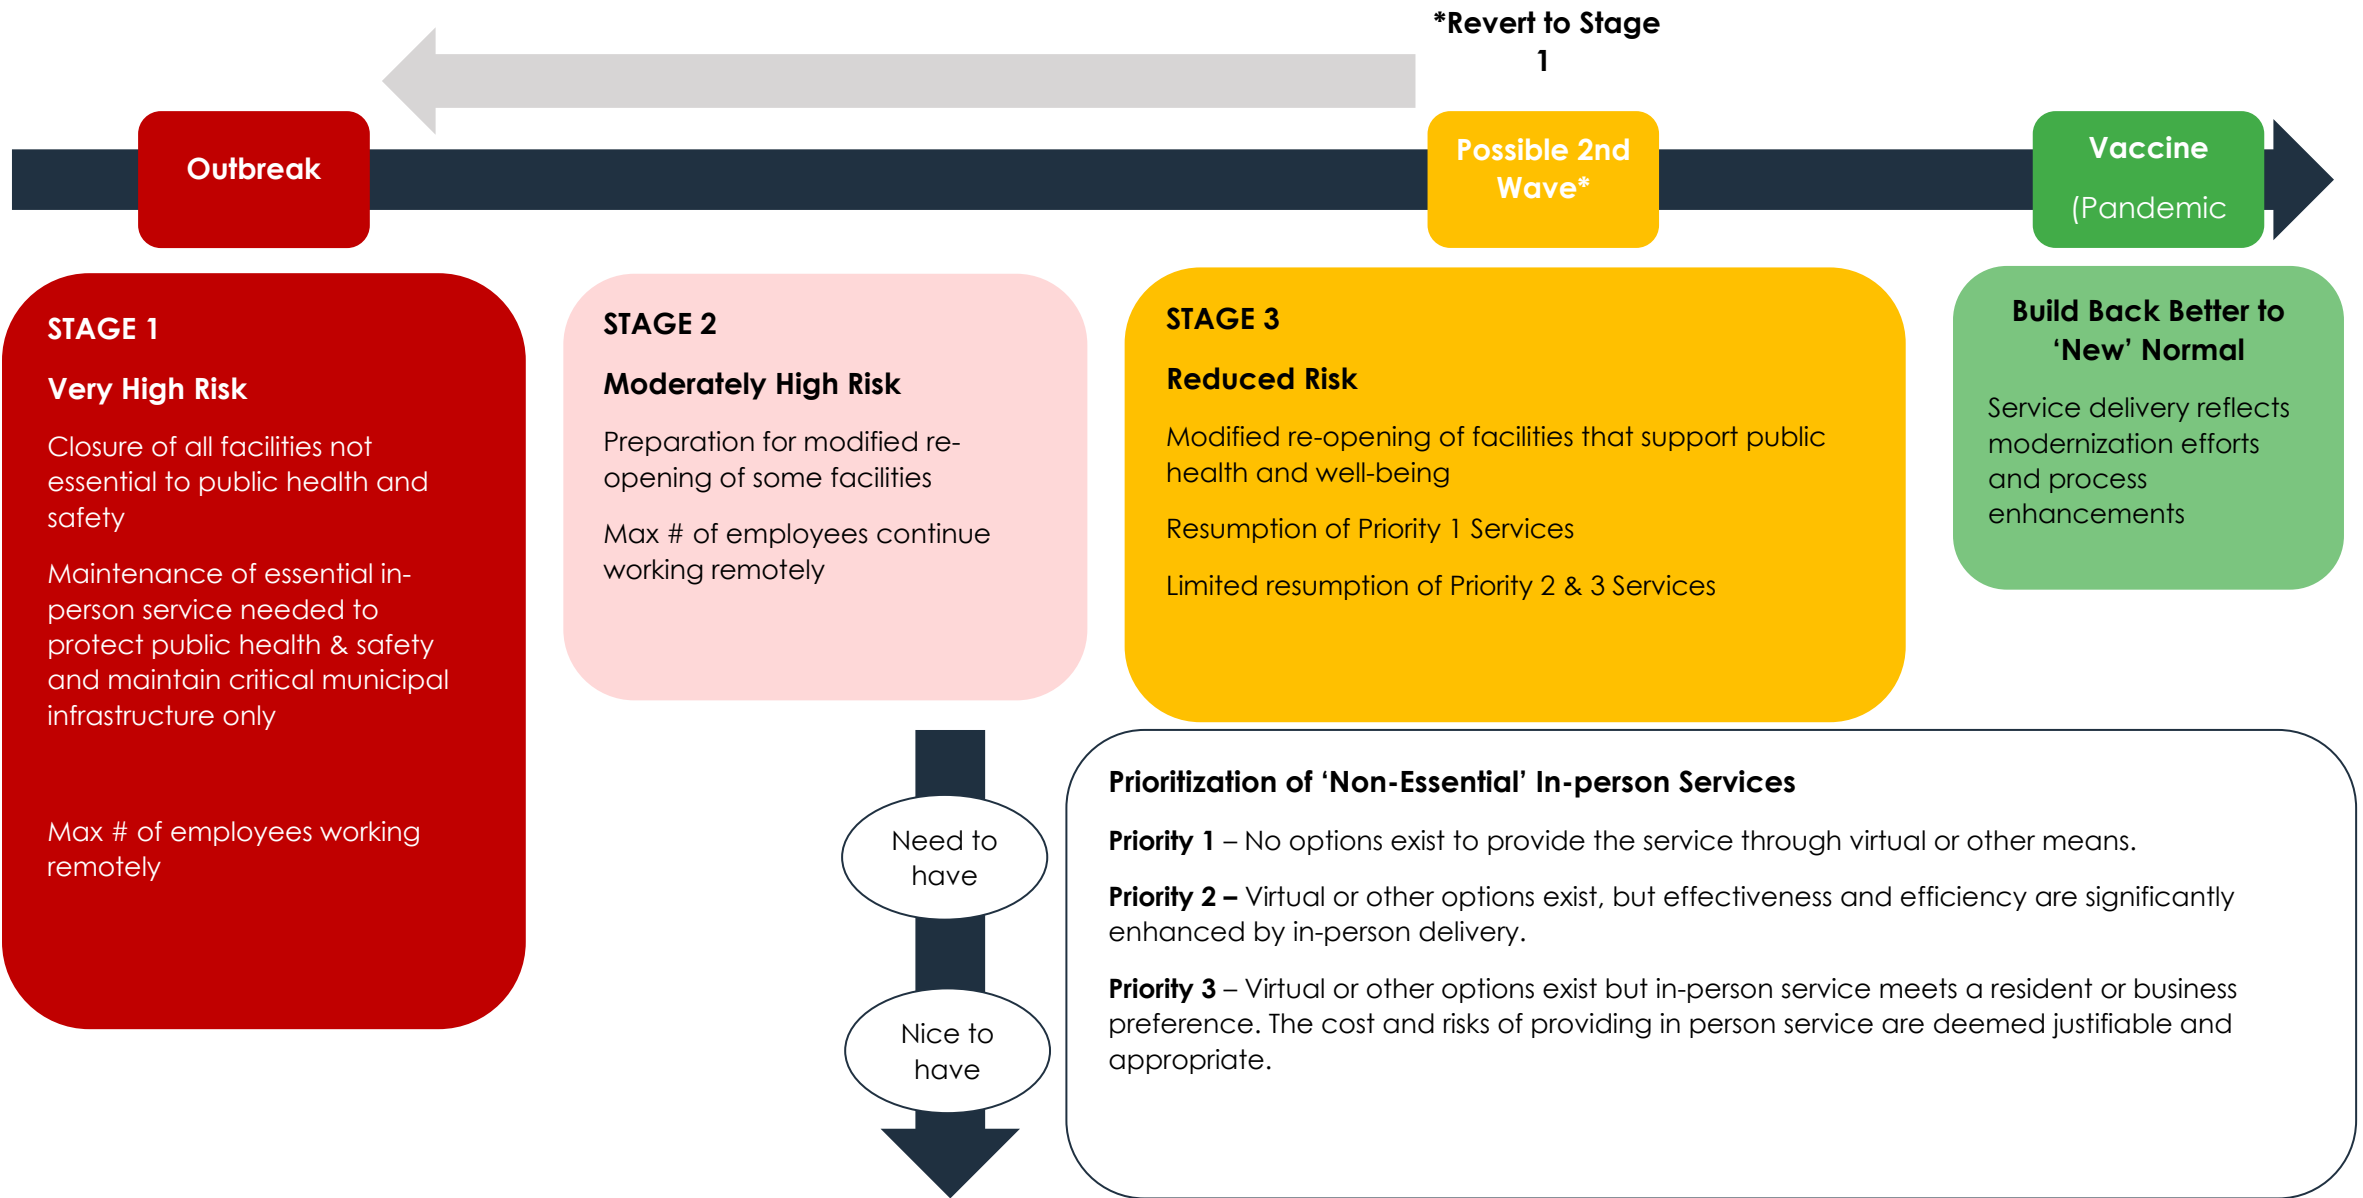 *Revert to Stage
1
Outbreak
Possible 2nd
Wave*
Vaccine
(Pandemic
STAGE 1
Very High Risk
Closure of all facilities not
essential to public health and
safety
Maintenance of essential in-
person service needed to
protect public health & safety
and maintain critical municipal
infrastructure only
Max # of employees working
remotely
STAGE 2
Moderately High Risk
Preparation for modified re-
opening of some facilities
Max # of employees continue
working remotely
STAGE 3
Reduced Risk
Modified re-opening of facilities that support public
health and well-being
Resumption of Priority 1 Services
Limited resumption of Priority 2 & 3 Services
Build Back Better to
‘New’ Normal
Service delivery reflects
modernization efforts
and process
enhancements
Need to
have
Nice to
have
Prioritization of ‘Non-Essential’ In-person Services
Priority 1 – No options exist to provide the service through virtual or other means.
Priority 2 – Virtual or other options exist, but effectiveness and efficiency are significantly
enhanced by in-person delivery.
Priority 3 – Virtual or other options exist but in-person service meets a resident or business
preference. The cost and risks of providing in person service are deemed justifiable and
appropriate.